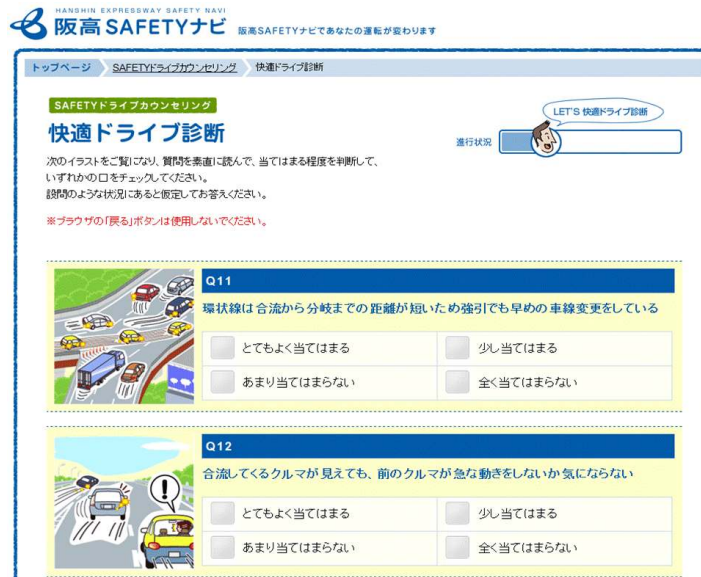 HANSHIN EXPRESSWAY SAFETY NAVI
阪高SAFETYナビ
阪高SAFETYナビであなたの運転が変わります
トップページ
SAFETYドライブカウンセリング
快適ドライブ診断
SAFETYドライブカウンセリング
快適ドライブ診断
LET'S 快適ドライブ診断
進行状況
次のイラストをご覧になり、質問を素直に読んで、当てはまる程度を判断して、
いずれかの口をチェックしてください。
設問のような状況にあると仮定してお答えください。
※ブラウザの「戻る」ボタンは使用しないでください。
Q11
環状線は合流から分岐までの距離が短いため強引でも早めの車線変更をしている
とてもよく当てはまる
少し当てはまる
あまり当てはまらない
全く当てはまらない
Q12
合流してくるクルマが見えても、前のクルマが急な動きをしないか気にならない
とてもよく当てはまる
少し当てはまる
あまり当てはまらない
全く当てはまらない